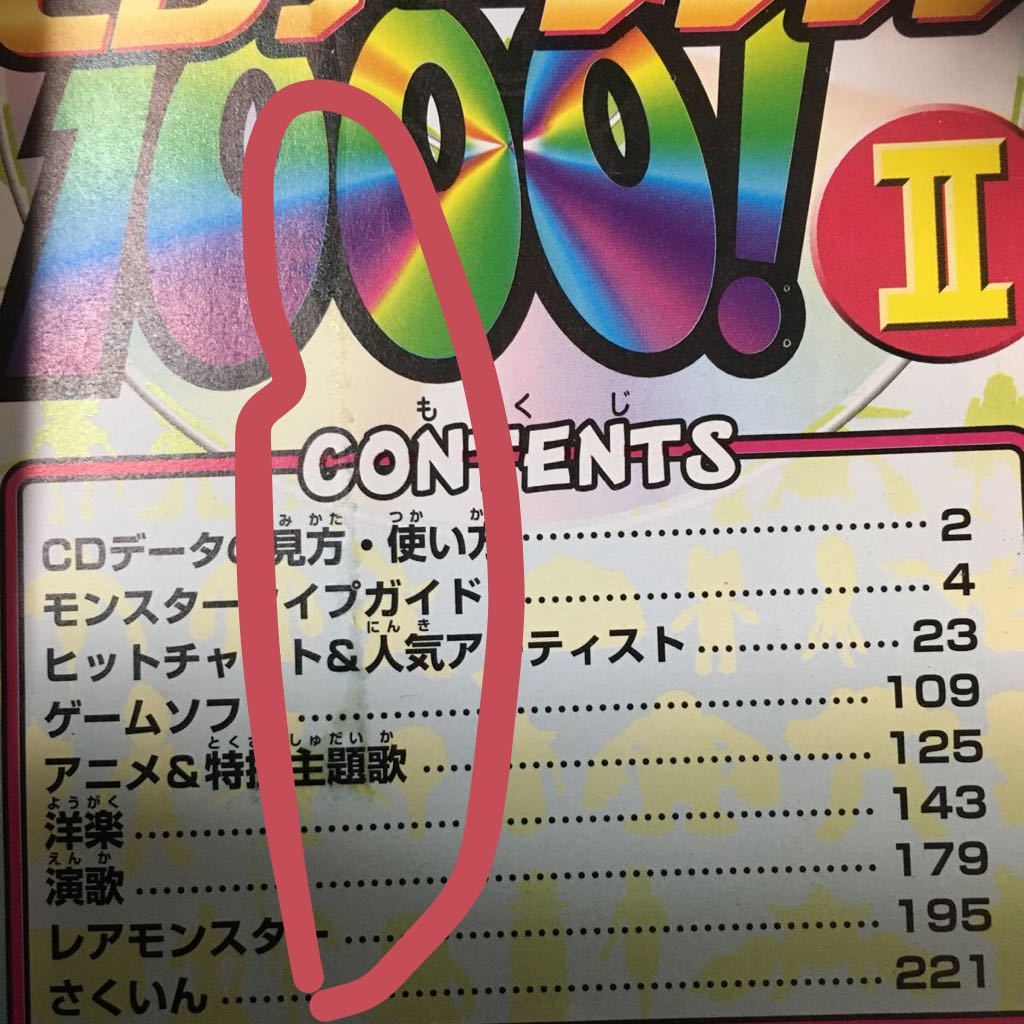 1000!
II
もくじ
CONTENTS
みかた つか かた
CDデータの見方・使い方 2
モンスタータイプガイド 4
にんき
ヒットチャート&人気アーティスト 23
ゲームソフト 109
とくさつしゅだいか
アニメ&特撮主題歌 125
ようがく
洋楽 143
えんか
演歌 179
レアモンスター 195
さくいん 221